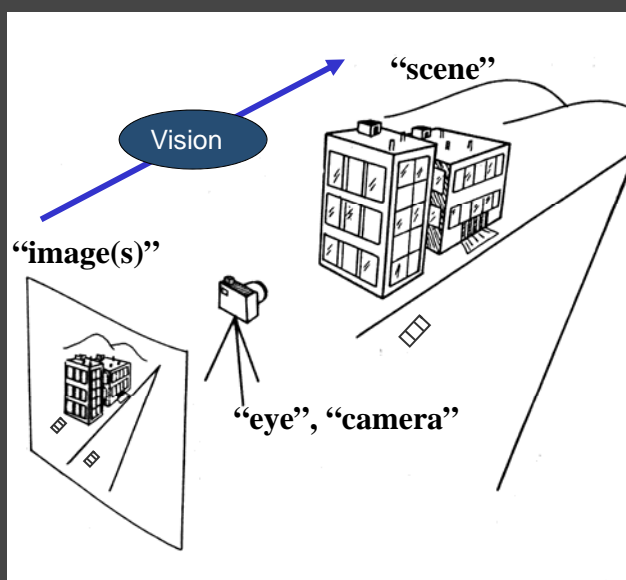 “scene”
Vision
“image(s)”
“eye”, “camera”